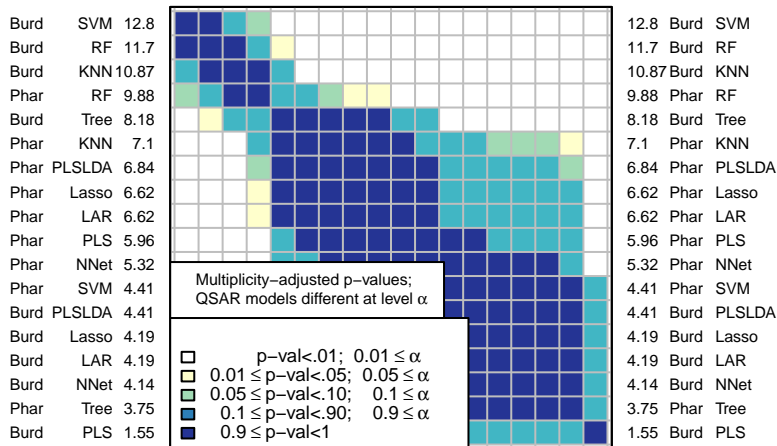 Burd SVM 12.8 12.8 Burd SVM
Burd RF 11.7 11.7 Burd RF
Burd KNN 10.87 10.87 Burd KNN
Phar RF 9.88 9.88 Phar RF
Burd Tree 8.18 8.18 Burd Tree
Phar KNN 7.1 7.1 Phar KNN
Phar PLSLDA 6.84 6.84 Phar PLSLDA
Phar Lasso 6.62 6.62 Phar Lasso
Phar LAR 6.62 6.62 Phar LAR
Phar PLS 5.96 5.96 Phar PLS
Phar NNet 5.32 5.32 Phar NNet
Phar SVM 4.41 4.41 Phar SVM
Burd PLSLDA 4.41 4.41 Burd PLSLDA
Burd Lasso 4.19 4.19 Burd Lasso
Burd LAR 4.19 4.19 Burd LAR
Burd NNet 4.14 4.14 Burd NNet
Phar Tree 3.75 3.75 Phar Tree
Burd PLS 1.55 1.55 Burd PLS
Multiplicity−adjusted p−values;
QSAR models different at level α
p−val<.01; 0.01 ≤ α
0.01 ≤ p−val<.05; 0.05 ≤ α
0.05 ≤ p−val<.10; 0.1 ≤ α
0.1 ≤ p−val<.90; 0.9 ≤ α
0.9 ≤ p−val<1